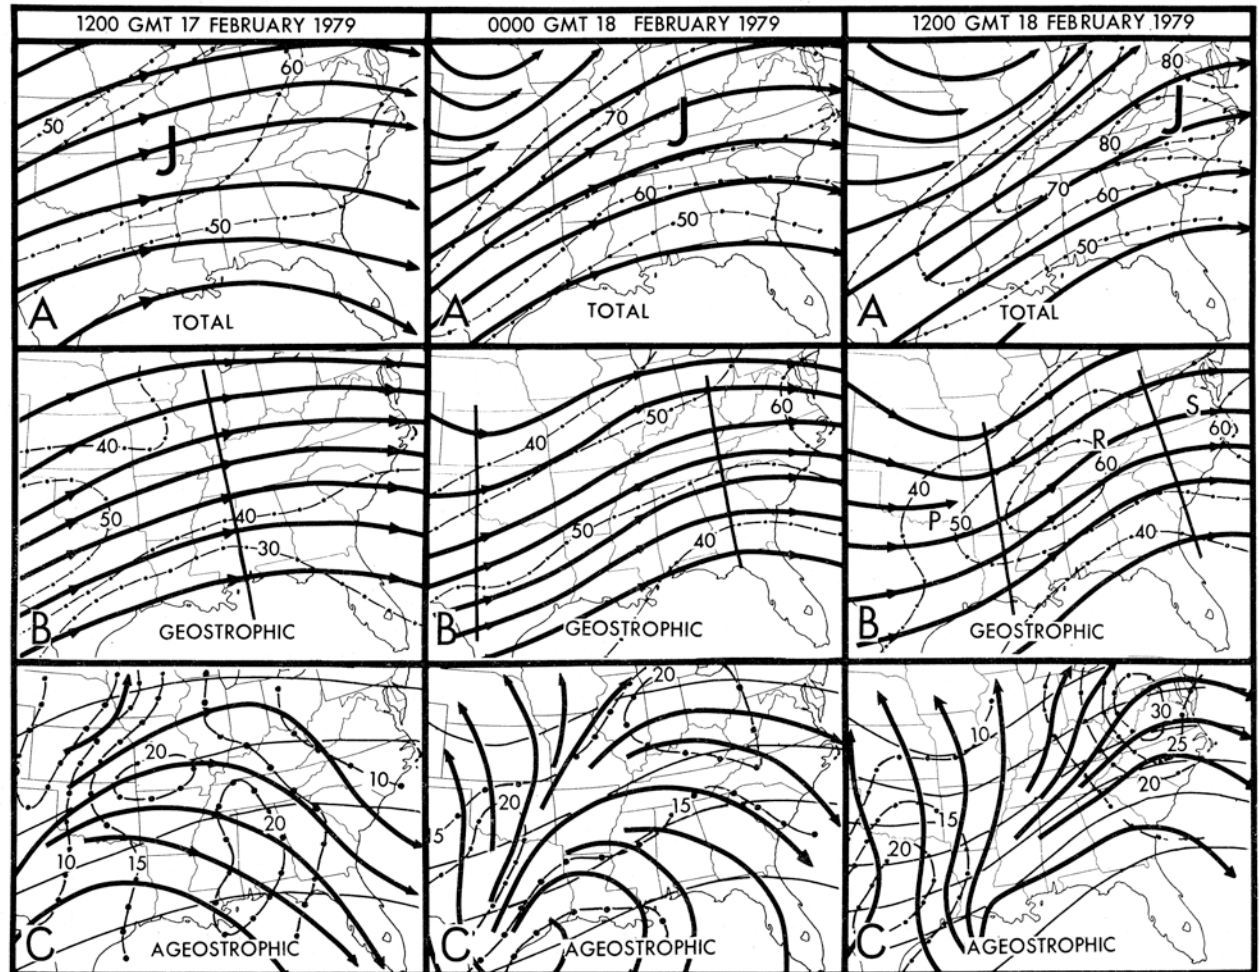 1200 GMT 17 FEBRUARY 1979
0000 GMT 18 FEBRUARY 1979
1200 GMT 18 FEBRUARY 1979
60
50
J
50
A
TOTAL
70
J
60
50
A
TOTAL
80
J
80
70
60
50
A
TOTAL
40
50
40
30
B
GEOSTROPHIC
50
60
40
50
40
B
GEOSTROPHIC
S
R
60
60
40
P
50
40
B
GEOSTROPHIC
20
10
20
10
15
C
AGEOSTROPHIC
20
20
15
15
C
AGEOSTROPHIC
30
10
25
20
15
20
C
AGEOSTROPHIC